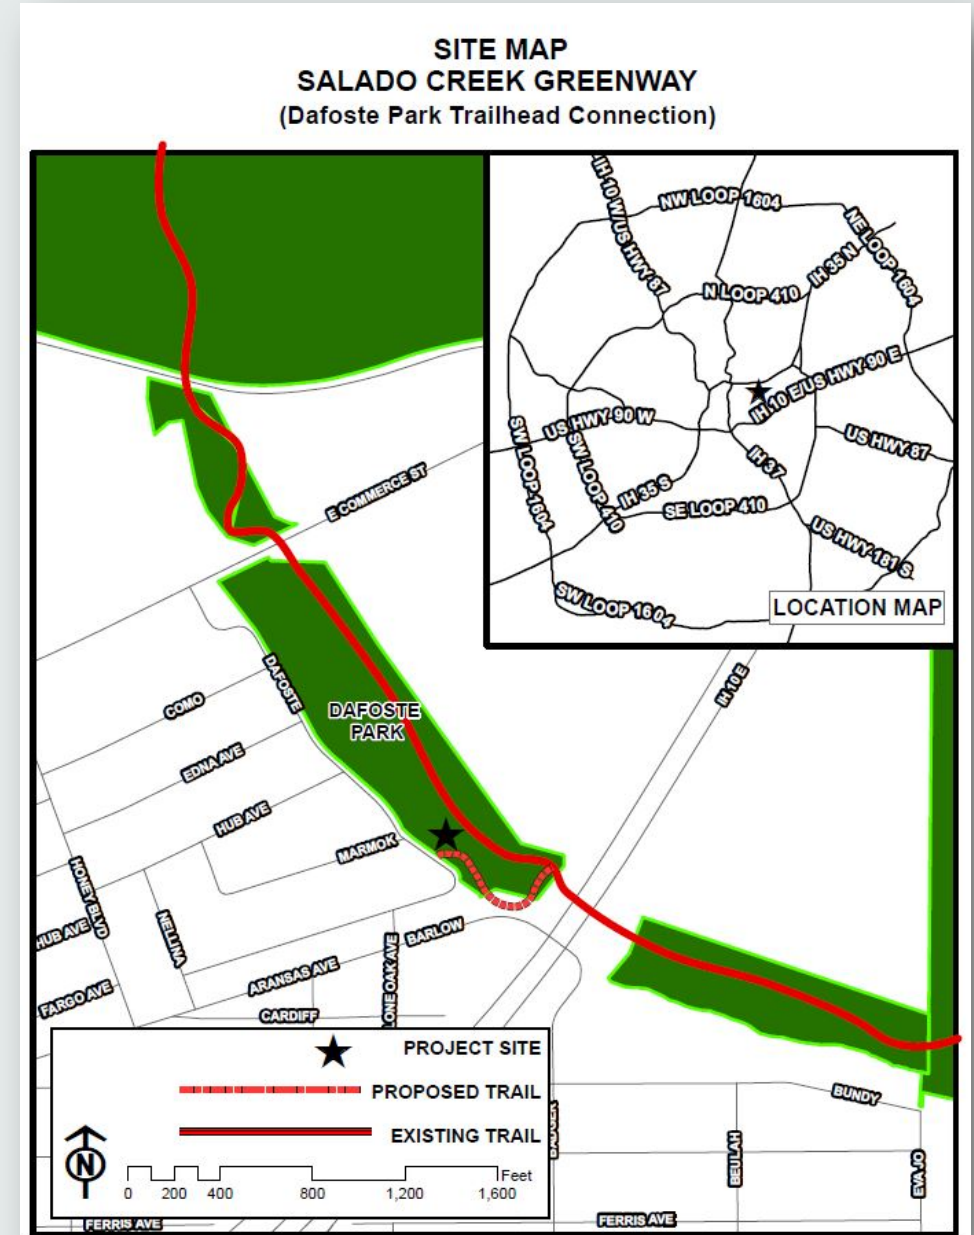 SITE MAP
SALADO CREEK GREENWAY
(Dafoste Park Trailhead Connection)
IH 10 W/US HWY 87
NW LOOP 1604
NE LOOP 1604
IH 35 N
N LOOP 410
IH 10 E/US HWY 90 E
US HWY 90 W
US HWY 87
SW LOOP 1604
SW LOOP 410
IH 35 S
IH 37
SE LOOP 410
US HWY 181 S
SW LOOP 1604
LOCATION MAP
E COMMERCE ST
IH 10 E
DAFOSTE
COMO
DAFOSTE
PARK
EDNA AVE
HUB AVE
MARMOK
HONEY BLVD
NELLINA
HUB AVE
BARLOW
ARANSAS AVE
LONE OAK AVE
FARGO AVE
CARDIFF
BUNDY
BEULAH
EVA JO
PROJECT SITE
PROPOSED TRAIL
EXISTING TRAIL
N
Feet
0 200 400 800 1,200 1,600
FERRIS AVE
FERRIS AVE